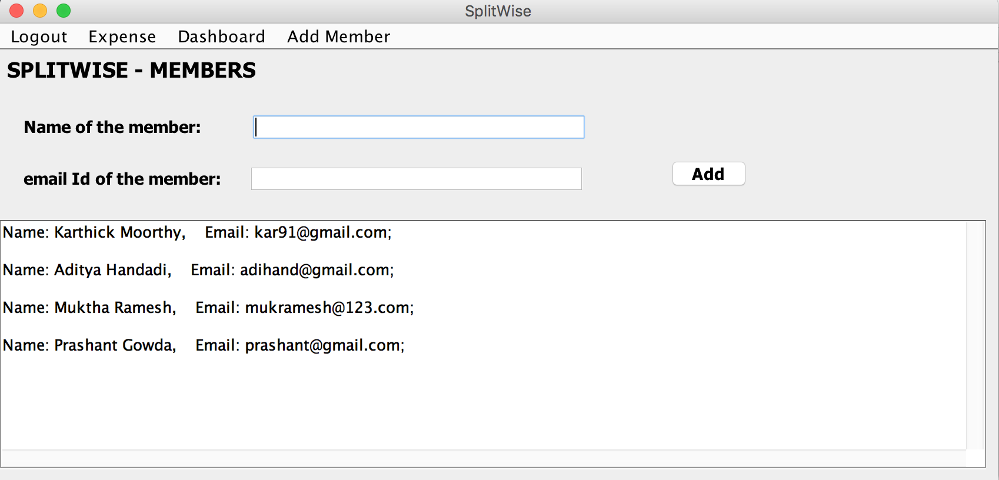 SplitWise
Logout Expense Dashboard Add Member
SPLITWISE - MEMBERS
Name of the member:
email Id of the member:
Add
Name: Karthick Moorthy, Email: kar91@gmail.com;
Name: Aditya Handadi, Email: adihand@gmail.com;
Name: Muktha Ramesh, Email: mukramesh@123.com;
Name: Prashant Gowda, Email: prashant@gmail.com;